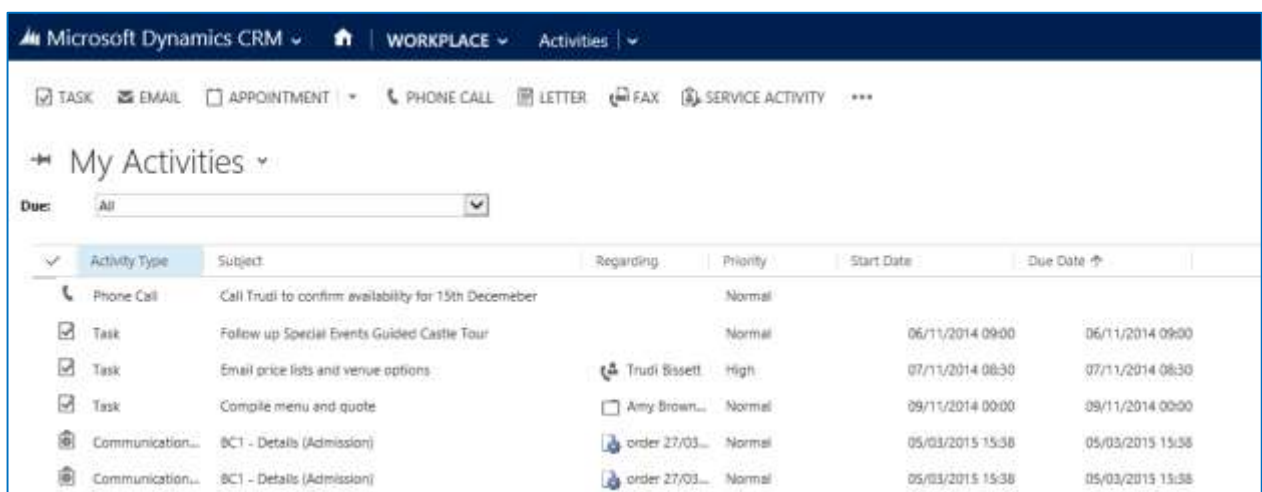 Microsoft Dynamics CRM WORKPLACE Activities
TASK EMAIL APPOINTMENT PHONE CALL LETTER FAX SERVICE ACTIVITY •••
My Activities
Due: All
Activity Type Subject Regarding Priority Start Date Due Date
Phone Call Call Trudi to confirm availability for 15th Decemeber Normal
Task Follow up Special Events Guided Castle Tour Normal 06/11/2014 09:00 06/11/2014 09:00
Task Email price lists and venue options Trudi Bissett High 07/11/2014 08:30 07/11/2014 08:30
Task Compile menu and quote Amy Brown... Normal 09/11/2014 00:00 09/11/2014 00:00
Communication... BC1 - Details (Admission) order 27/03... Normal 05/03/2015 15:38 05/03/2015 15:38
Communication... BC1 - Details (Admission) order 27/03... Normal 05/03/2015 15:38 05/03/2015 15:38